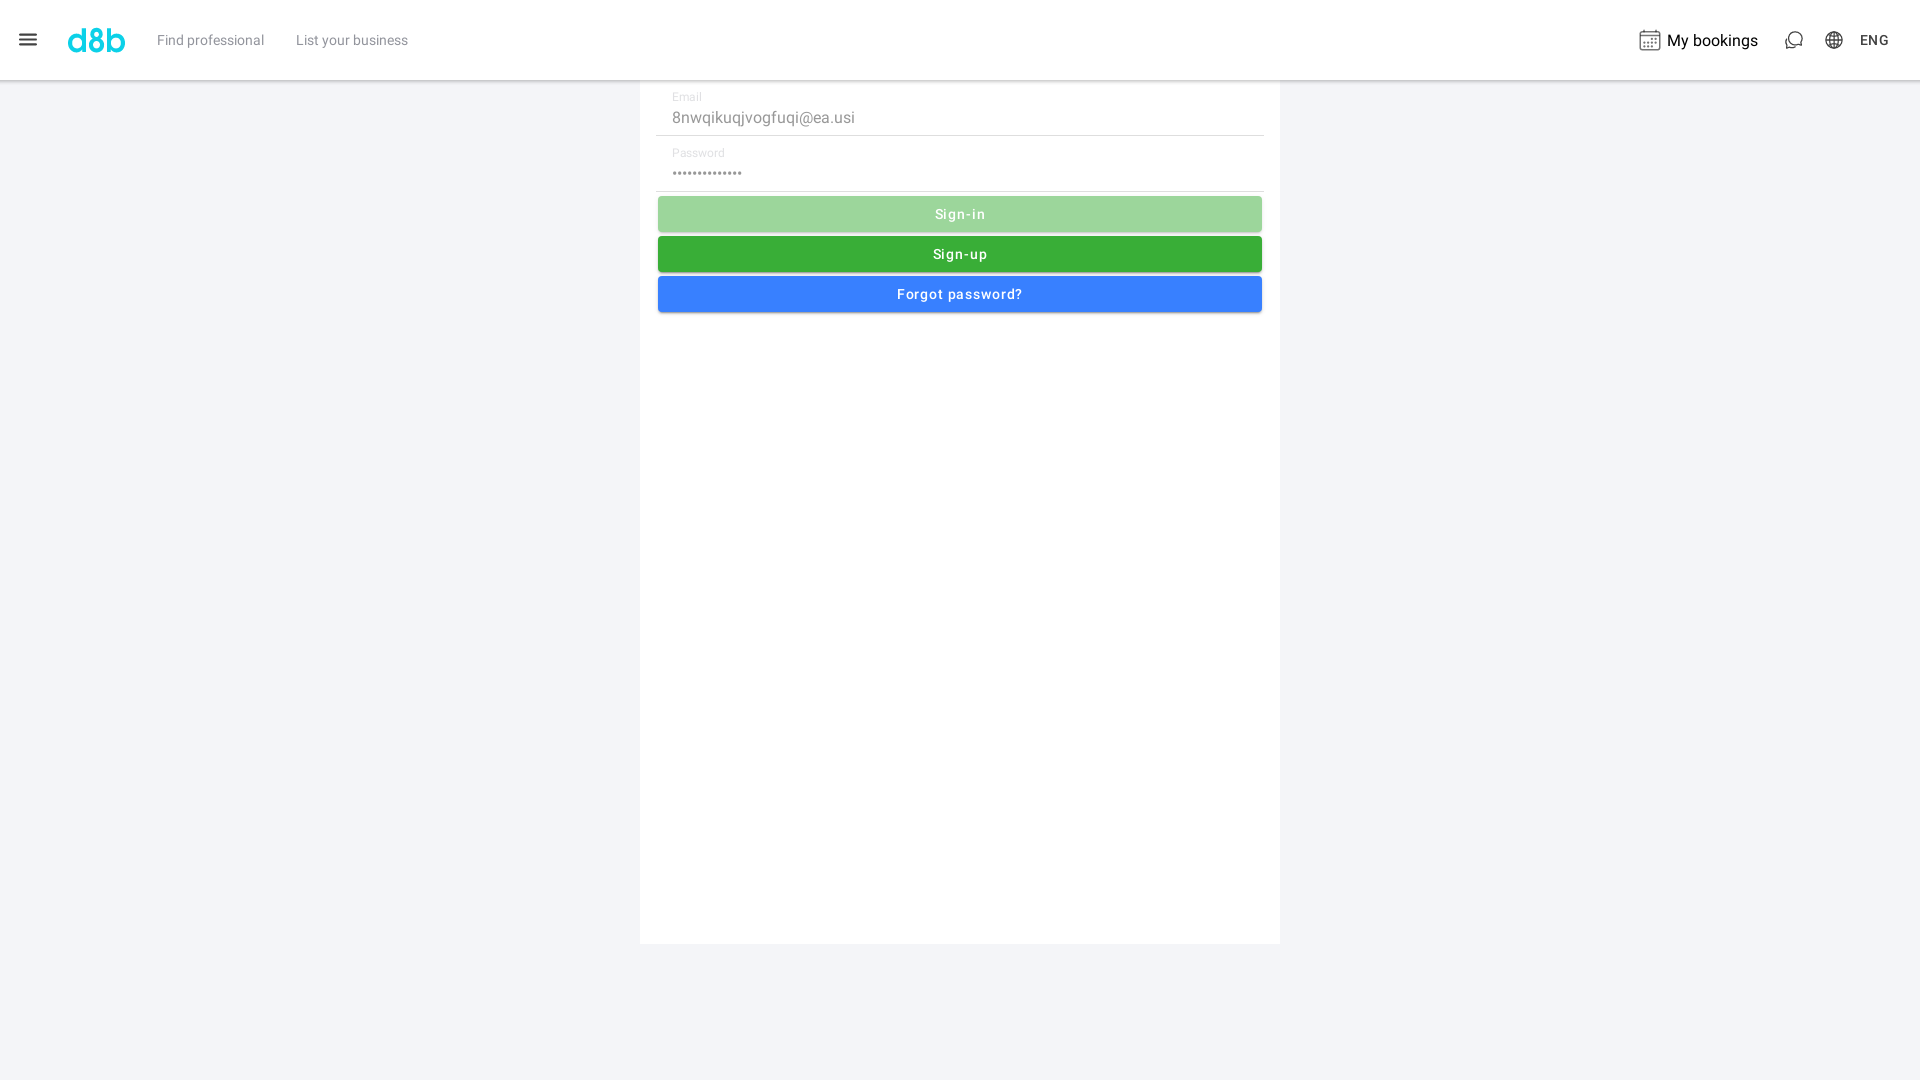 d8b
Find professional
List your business
My bookings
ENG
Email
8nwqikuqjvogfuqi@ea.usi
Password
••••••••••••••
Sign-in
Sign-up
Forgot password?